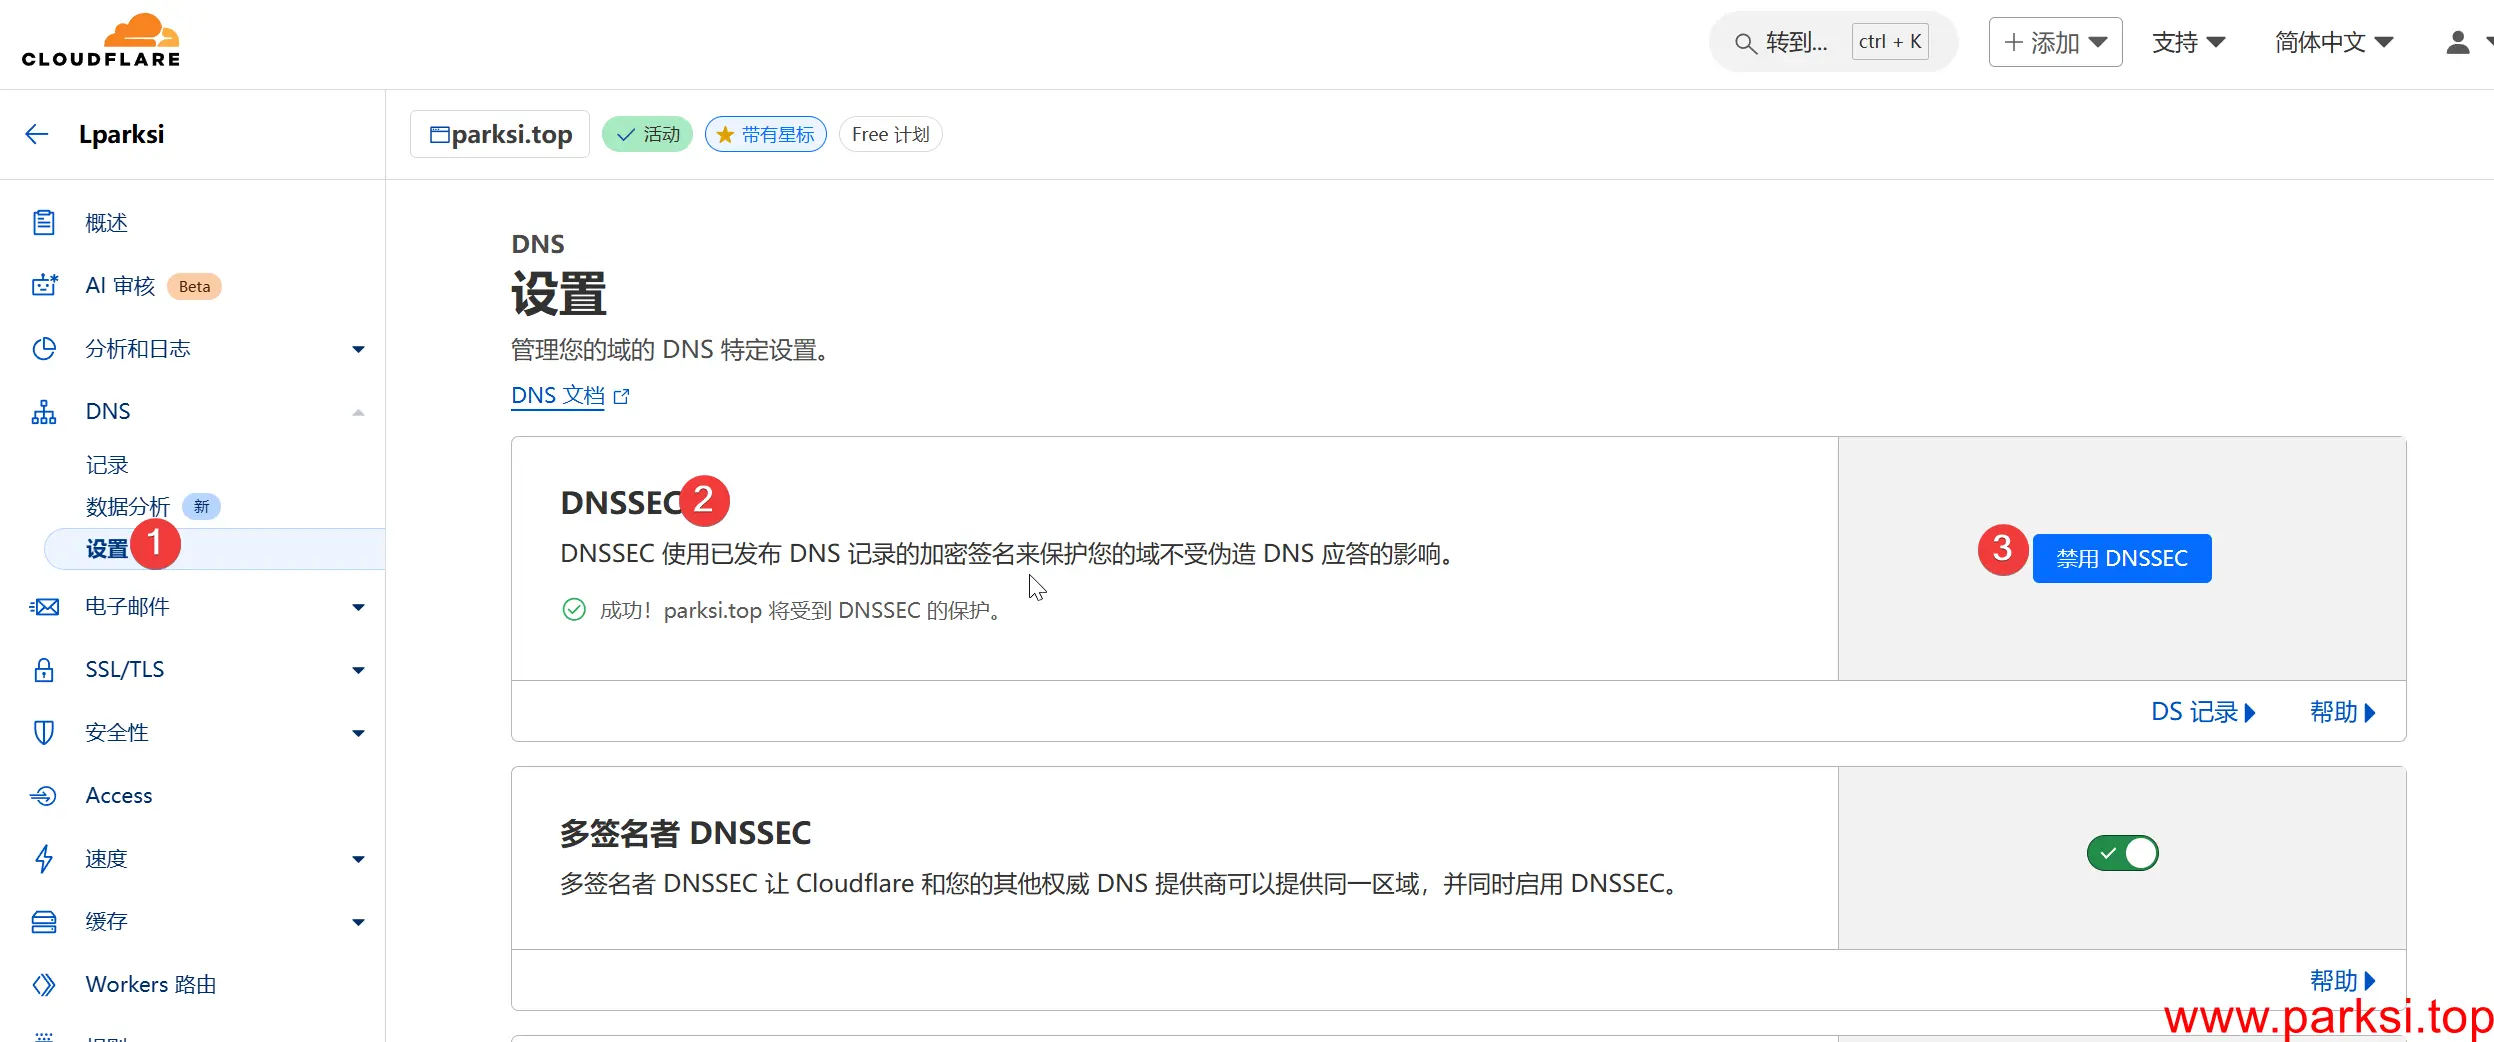 CLOUDFLARE
转到... ctrl + K
添加
支持
简体中文
Lparksi
parksi.top
活动
带有星标
Free 计划
概述
AI 审核 Beta
分析和日志
DNS
记录
数据分析 新
设置 1
电子邮件
SSL/TLS
安全性
Access
速度
缓存
Workers 路由
DNS
设置
管理您的域的 DNS 特定设置。
DNS 文档
DNSSEC 2
DNSSEC 使用已发布 DNS 记录的加密签名来保护您的域不受伪造 DNS 应答的影响。
成功！parksi.top 将受到 DNSSEC 的保护。
3 禁用 DNSSEC
DS 记录
帮助
多签名者 DNSSEC
多签名者 DNSSEC 让 Cloudflare 和您的其他权威 DNS 提供商可以提供同一区域，并同时启用 DNSSEC。
帮助
www.parksi.top